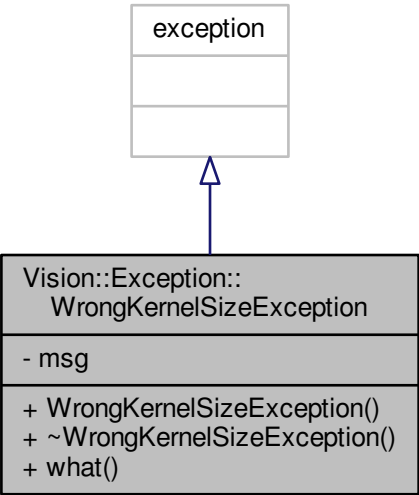 exception
Vision::Exception::
WrongKernelSizeException
- msg
+ WrongKernelSizeException()
+ ~WrongKernelSizeException()
+ what()